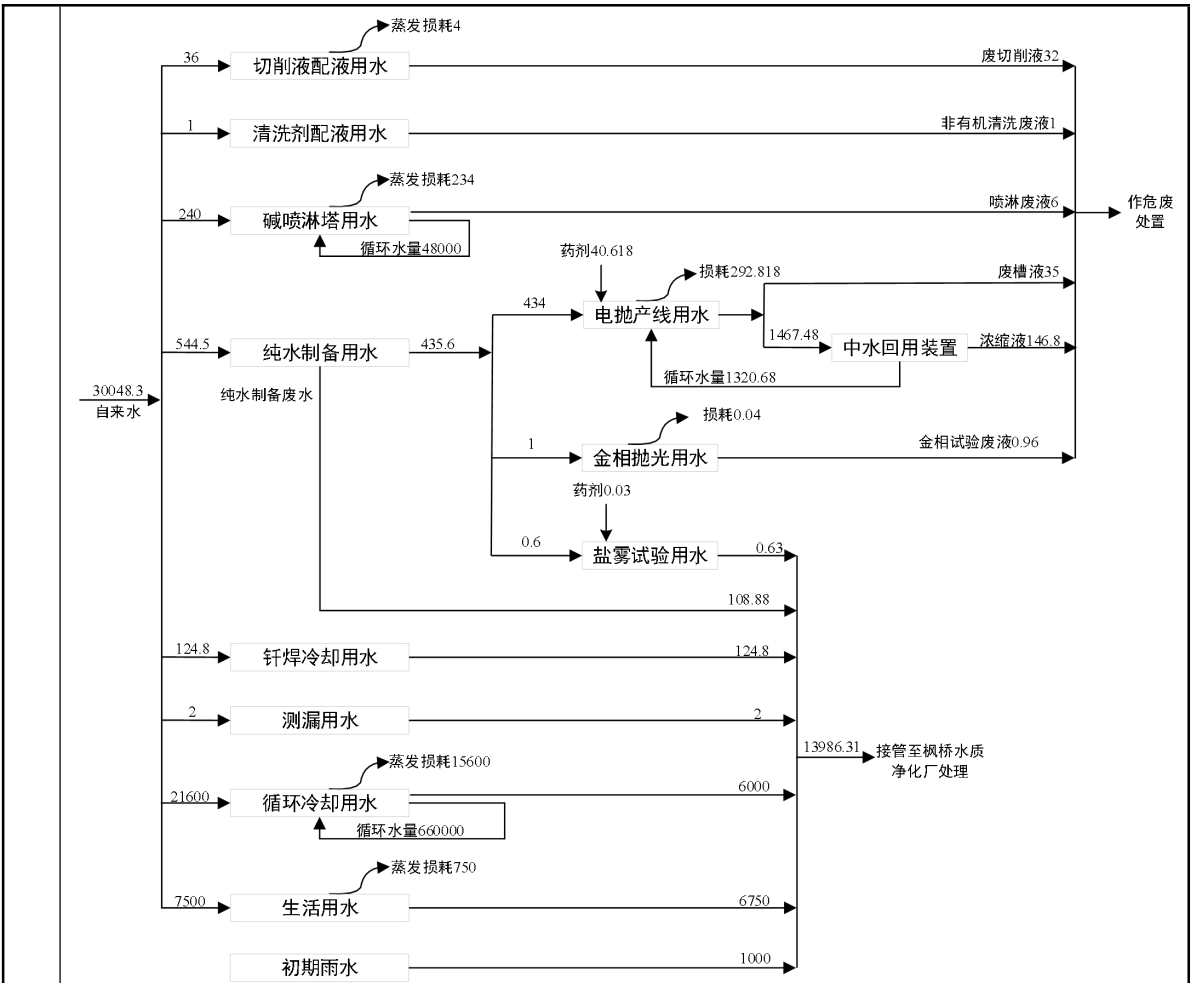 蒸发损耗4
36
切削液配液用水
废切削液32
1
清洗剂配液用水
非有机清洗废液1
蒸发损耗234
240
碱喷淋塔用水
喷淋废液6
循环水量48000
作危废
处置
药剂40.618
损耗292.818
废槽液35
434
电抛产线用水
1467.48
中水回用装置
浓缩液146.8
循环水量1320.68
544.5
纯水制备用水
435.6
纯水制备废水
30048.3
自来水
损耗0.04
1
金相抛光用水
金相试验废液0.96
药剂0.03
0.6
盐雾试验用水
0.63
108.88
124.8
钎焊冷却用水
124.8
2
测漏用水
2
13986.31
接管至枫桥水质
净化厂处理
蒸发损耗15600
21600
循环冷却用水
6000
循环水量660000
蒸发损耗750
7500
生活用水
6750
初期雨水
1000